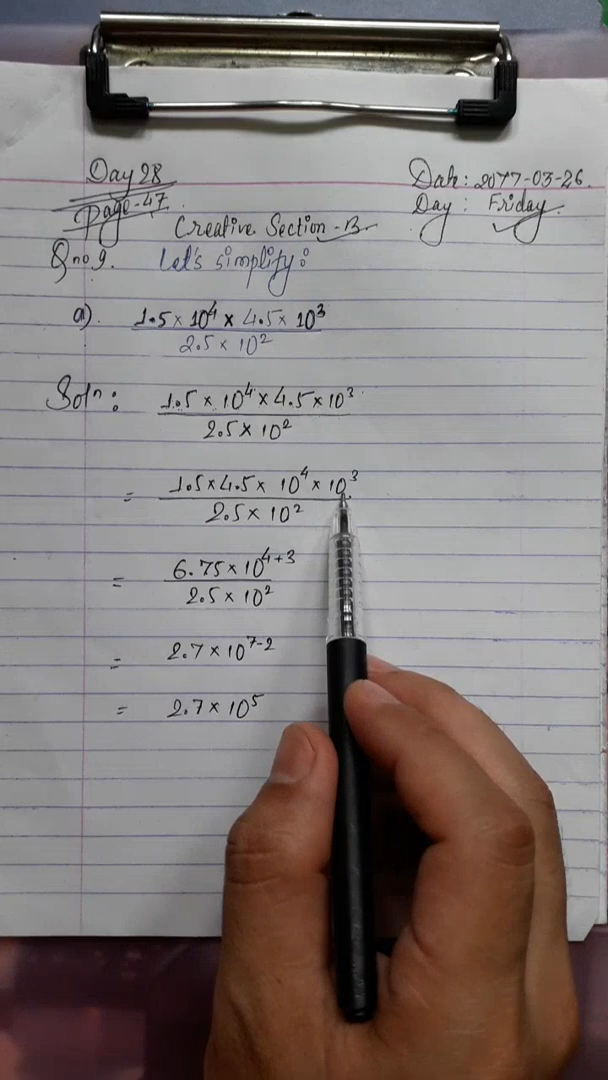 Day 28
Date: 2077-03-26.
Page-47
Day: Friday.
Creative Section-B
Q no 9. Let's simplify:
a). 1.5 × 10⁴ × 4.5 × 10³
2.5 × 10²
Solⁿ: 1.5 × 10⁴ × 4.5 × 10³
2.5 × 10²
= 1.5 × 4.5 × 10⁴ × 10³
2.5 × 10²
= 6.75 × 10⁴⁺³
2.5 × 10²
= 2.7 × 10⁷⁻²
= 2.7 × 10⁵